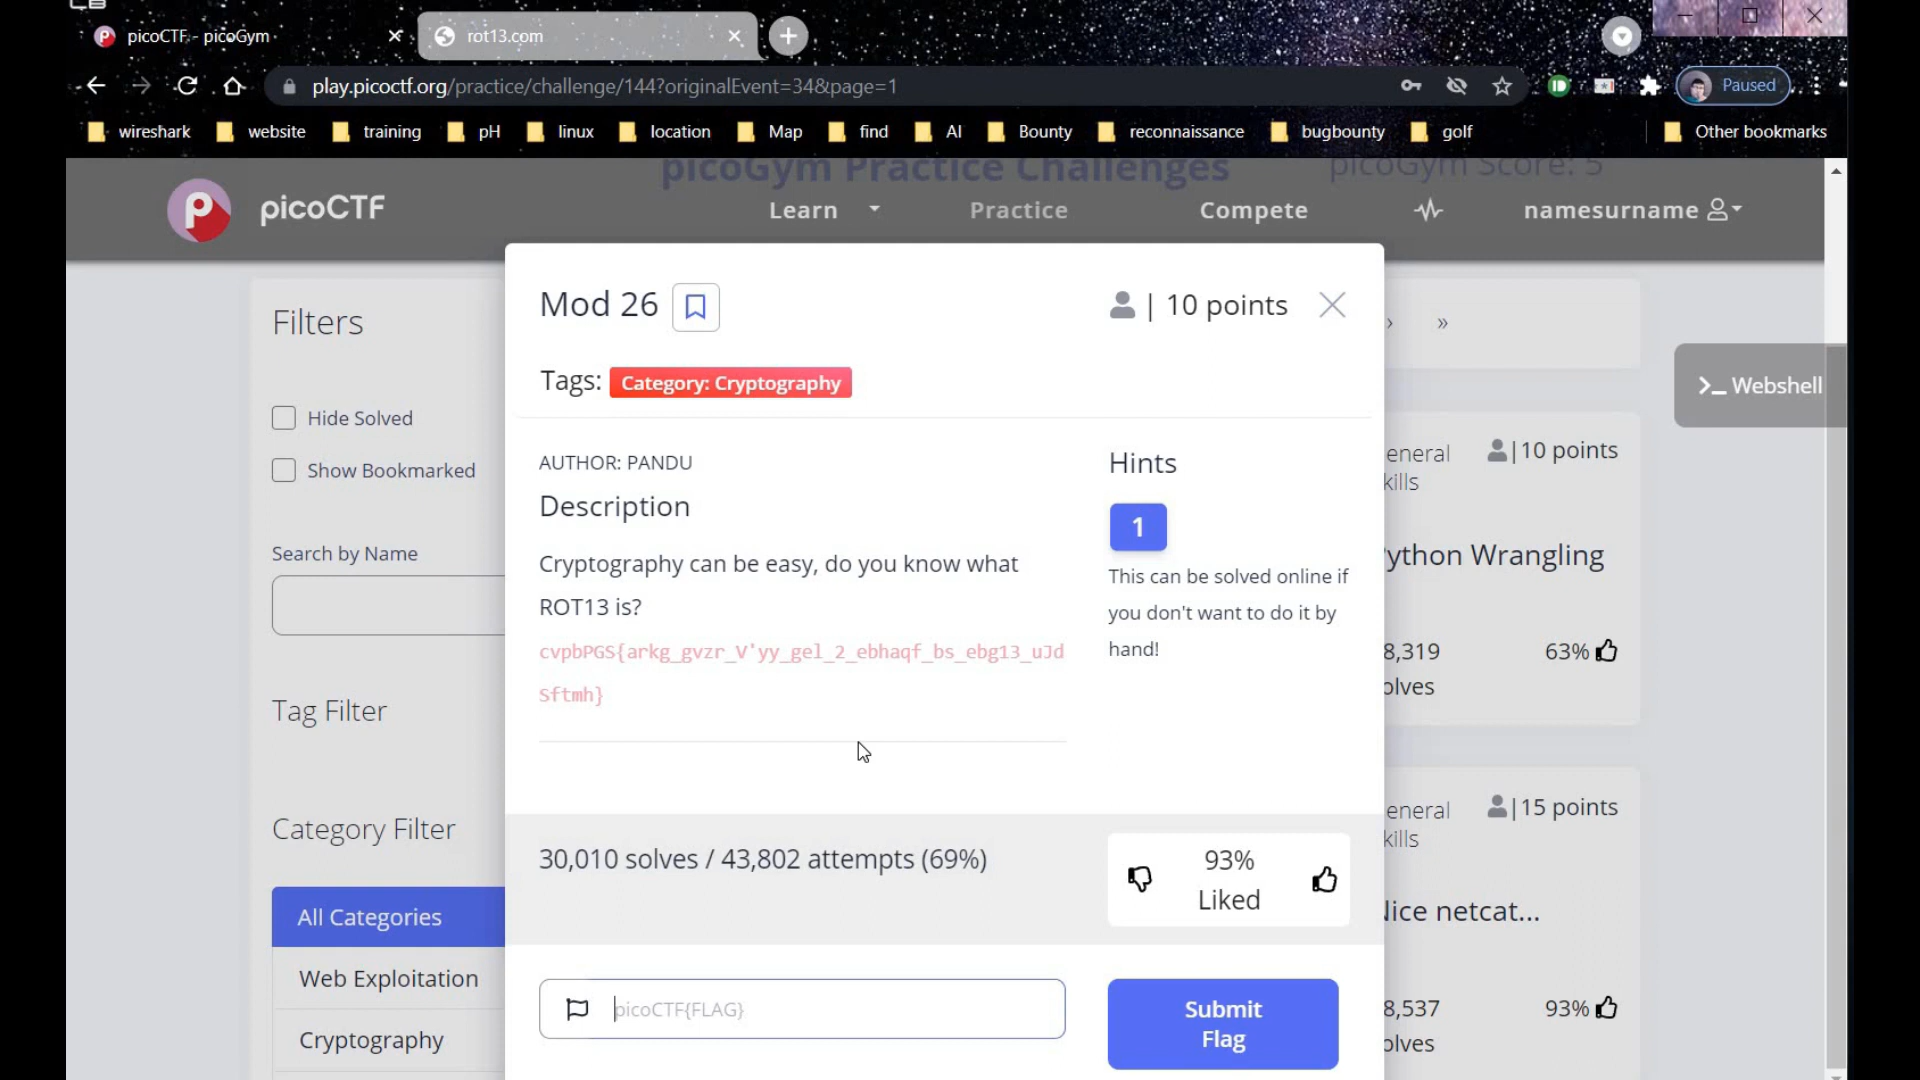 picoCTF - picoGym
rot13.com
play.picoctf.org/practice/challenge/144?originalEvent=34&page=1
Paused
wireshark website training pH linux location Map find AI Bounty reconnaissance bugbounty golf Other bookmarks
picoGym Practice Challenges
picoGym Score: 5
picoCTF
Learn Practice Compete namesurname
Filters
Hide Solved
Show Bookmarked
Search by Name
Tag Filter
Category Filter
All Categories
Web Exploitation
Cryptography
Mod 26
| 10 points
Tags: Category: Cryptography
AUTHOR: PANDU
Description
Cryptography can be easy, do you know what
ROT13 is?
cvpbPGS{arkg_gvzr_V'yy_gel_2_ebhaqf_bs_ebg13_uJd
Sftmh}
Hints
1
This can be solved online if
you don't want to do it by
hand!
30,010 solves / 43,802 attempts (69%)
93%
Liked
picoCTF{FLAG}
Submit
Flag
» 
>_ Webshell
eneral
kills
|10 points
ython Wrangling
8,319
olves
63%
eneral
kills
|15 points
Nice netcat...
8,537
olves
93%